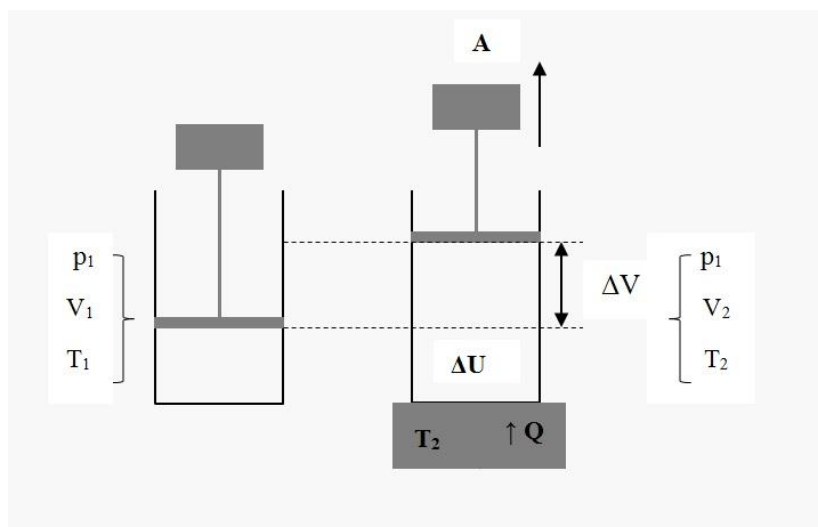 A
p₁
V₁
T₁
ΔU
T₂
↑ Q
ΔV
p₁
V₂
T₂